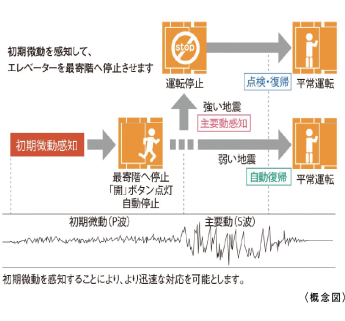 初期微動を感知して、
エレベーターを最寄階へ停止させます
stop
運転停止
点検・復帰
平常運転
強い地震
主要動感知
初期微動感知
弱い地震
最寄階へ停止
「開」ボタン点灯
自動停止
自動復帰
平常運転
初期微動(P波)
主要動(S波)
初期微動を感知することにより、より迅速な対応を可能とします。
〈概念図〉